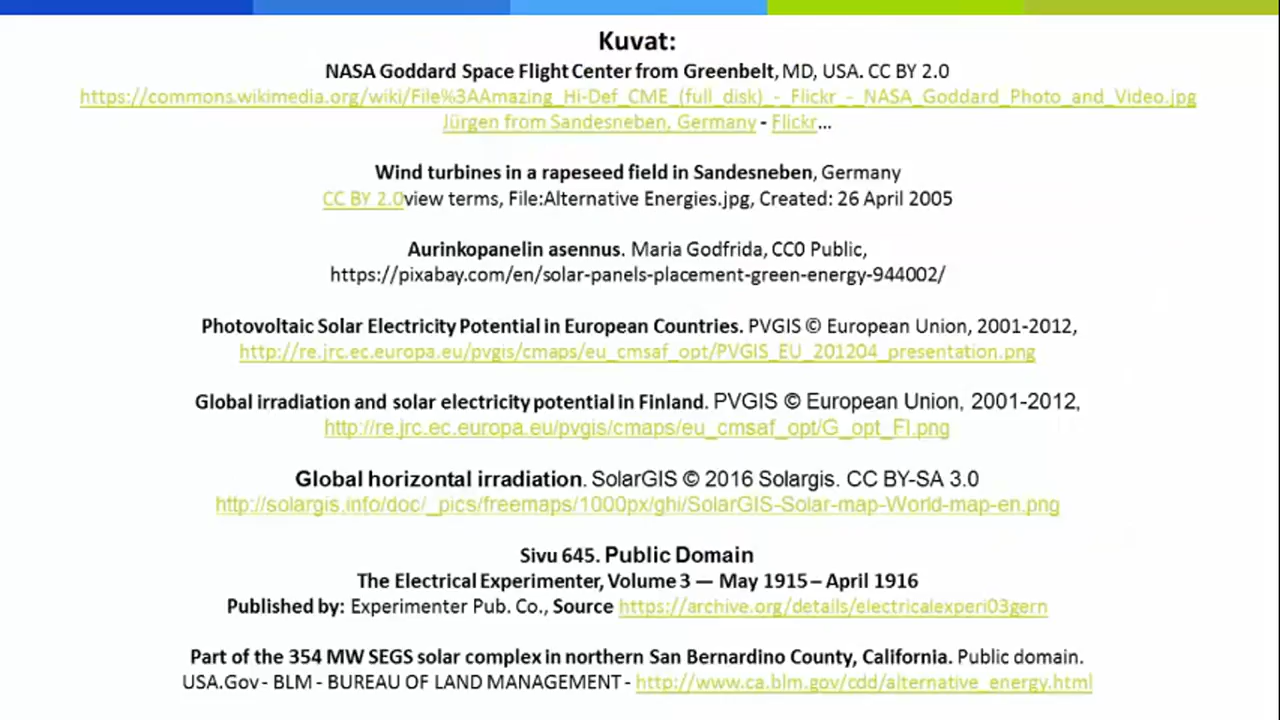 Kuvat:
NASA Goddard Space Flight Center from Greenbelt, MD, USA. CC BY 2.0
https://commons.wikimedia.org/wiki/File%3AAmazing_Hi-Def_CME_(full_disk)_-_Flickr_-_NASA_Goddard_Photo_and_Video.jpg
Jürgen from Sandesneben, Germany - Flickr...
Wind turbines in a rapeseed field in Sandesneben, Germany
CC BY 2.0view terms, File:Alternative Energies.jpg, Created: 26 April 2005
Aurinkopanelin asennus. Maria Godfrida, CC0 Public,
https://pixabay.com/en/solar-panels-placement-green-energy-944002/
Photovoltaic Solar Electricity Potential in European Countries. PVGIS © European Union, 2001-2012,
http://re.jrc.ec.europa.eu/pvgis/cmaps/eu_cmsaf_opt/PVGIS_EU_201204_presentation.png
Global irradiation and solar electricity potential in Finland. PVGIS © European Union, 2001-2012,
http://re.jrc.ec.europa.eu/pvgis/cmaps/eu_cmsaf_opt/G_opt_FI.png
Global horizontal irradiation. SolarGIS © 2016 Solargis. CC BY-SA 3.0
http://solargis.info/doc/_pics/freemaps/1000px/ghi/SolarGIS-Solar-map-World-map-en.png
Sivu 645. Public Domain
The Electrical Experimenter, Volume 3 — May 1915 – April 1916
Published by: Experimenter Pub. Co., Source https://archive.org/details/electricalexperi03gern
Part of the 354 MW SEGS solar complex in northern San Bernardino County, California. Public domain.
USA.Gov - BLM - BUREAU OF LAND MANAGEMENT - http://www.ca.blm.gov/cdd/alternative_energy.html